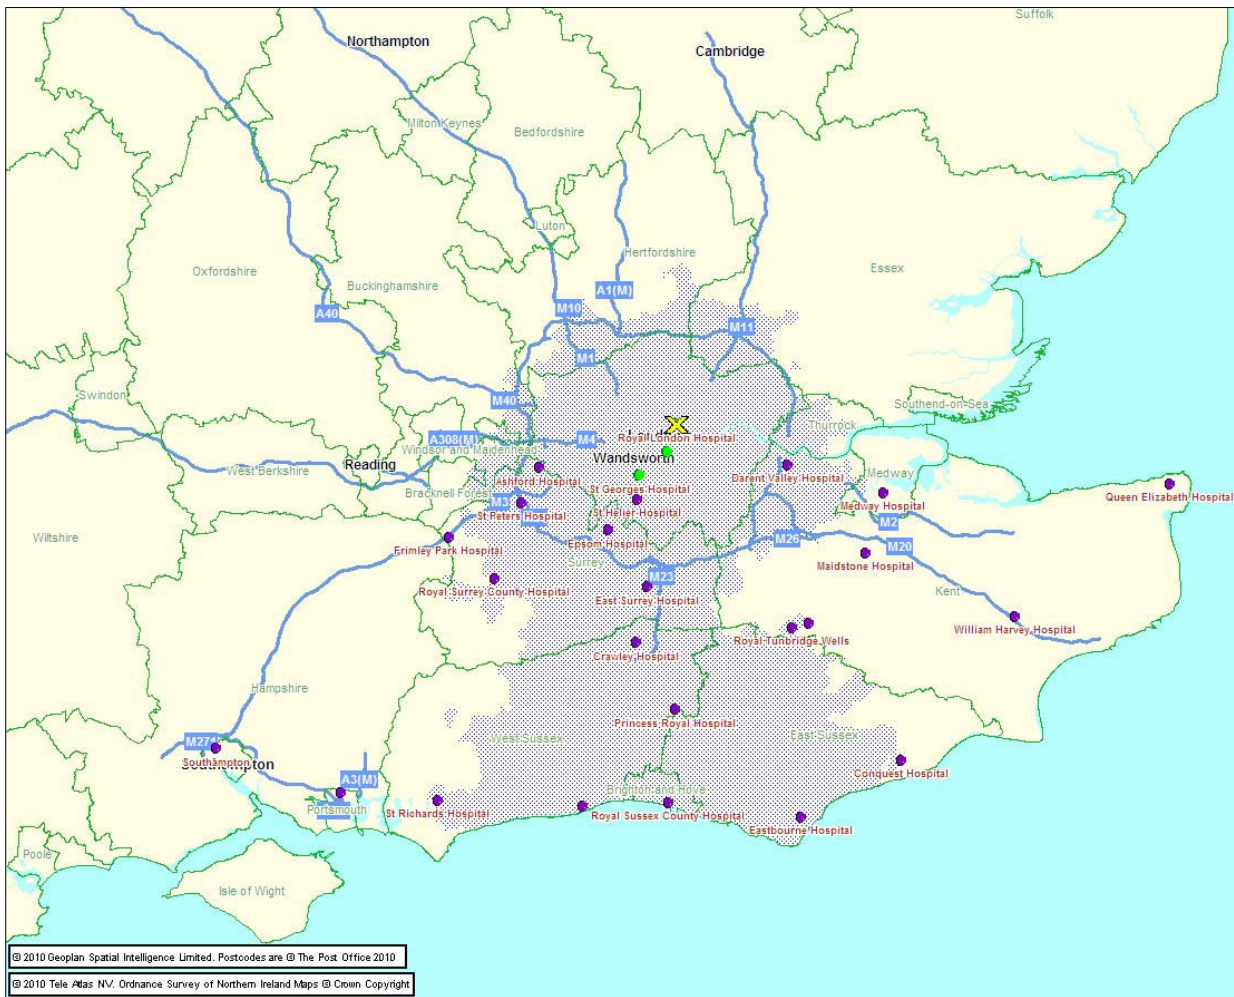 Suffolk
Northampton
Cambridge
Milton Keynes
Bedfordshire
Luton
Hertfordshire
Oxfordshire
Essex
Buckinghamshire
A1(M)
M10
A40
M11
M1
Swindon
M40
Southend-on-Sea
Thurrock
Royal London Hospital
A308(M)
M4
Windsor and Maidenhead
Wandsworth
Reading
West Berkshire
Ashford Hospital
Darent Valley Hospital
Medway
Bracknell Forest
St Georges Hospital
Queen Elizabeth Hospital
M3
St Peters Hospital
St Helier Hospital
Medway Hospital
M2
Wiltshire
Epsom Hospital
M26
M20
Frimley Park Hospital
Surrey
Maidstone Hospital
M23
Royal Surrey County Hospital
East Surrey Hospital
Kent
William Harvey Hospital
Royal Tunbridge Wells
Crawley Hospital
Hampshire
Princess Royal Hospital
West Sussex
East Sussex
M271
Southampton
Southampton
Conquest Hospital
A3(M)
Brighton and Hove
Portsmouth
St Richards Hospital
Royal Sussex County Hospital
Eastbourne Hospital
Poole
Isle of Wight
© 2010 Geoplan Spatial Intelligence Limited. Postcodes are © The Post Office 2010
© 2010 Tele Atlas NV. Ordnance Survey of Northern Ireland Maps © Crown Copyright